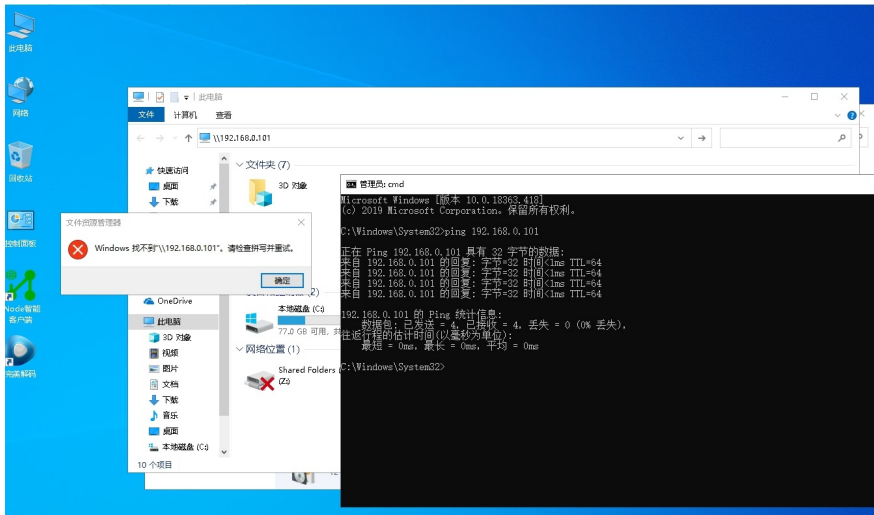 此电脑
网络
回收站
控制面板
iNode智能
客户端
完美解码
此电脑
文件
计算机
查看
\\192.168.0.101
快速访问
桌面
下载
OneDrive
此电脑
3D 对象
视频
图片
文档
下载
音乐
桌面
本地磁盘 (C:)
10 个项目
文件夹 (7)
3D 对象
2)
本地磁盘 (C:)
77.0 GB 可用,
网络位置 (1)
Shared Folders
(Z:)
文件资源管理器
Windows 找不到"\\192.168.0.101"。请检查拼写并重试。
确定
管理员: cmd
Microsoft Windows [版本 10.0.18363.418]
(c) 2019 Microsoft Corporation。保留所有权利。
C:\Windows\System32>ping 192.168.0.101
正在 Ping 192.168.0.101 具有 32 字节的数据:
来自 192.168.0.101 的回复: 字节=32 时间<1ms TTL=64
来自 192.168.0.101 的回复: 字节=32 时间<1ms TTL=64
来自 192.168.0.101 的回复: 字节=32 时间<1ms TTL=64
来自 192.168.0.101 的回复: 字节=32 时间<1ms TTL=64
192.168.0.101 的 Ping 统计信息:
数据包: 已发送 = 4, 已接收 = 4, 丢失 = 0 (0% 丢失),
往返行程的估计时间(以毫秒为单位):
最短 = 0ms, 最长 = 0ms, 平均 = 0ms
C:\Windows\System32>